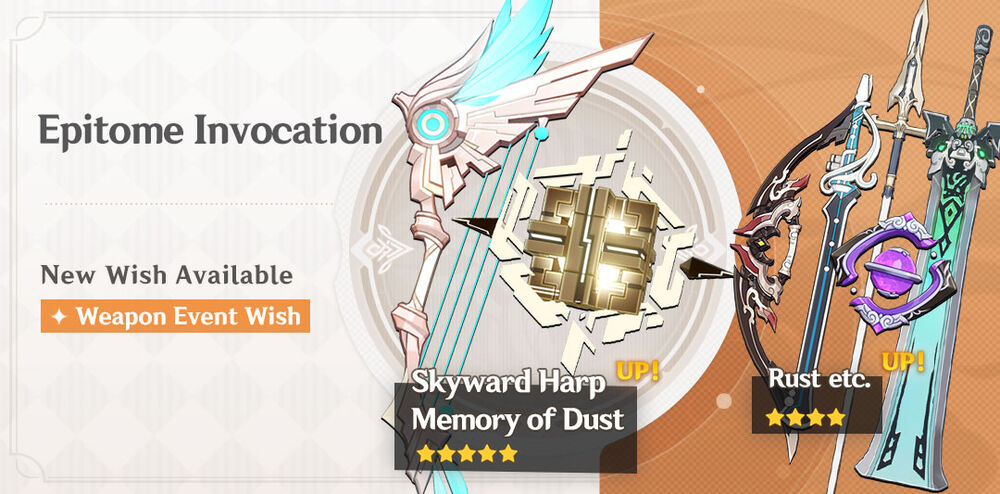 Epitome Invocation
New Wish Available
Weapon Event Wish
Skyward Harp
UP!
Memory of Dust
Rust etc.
UP!